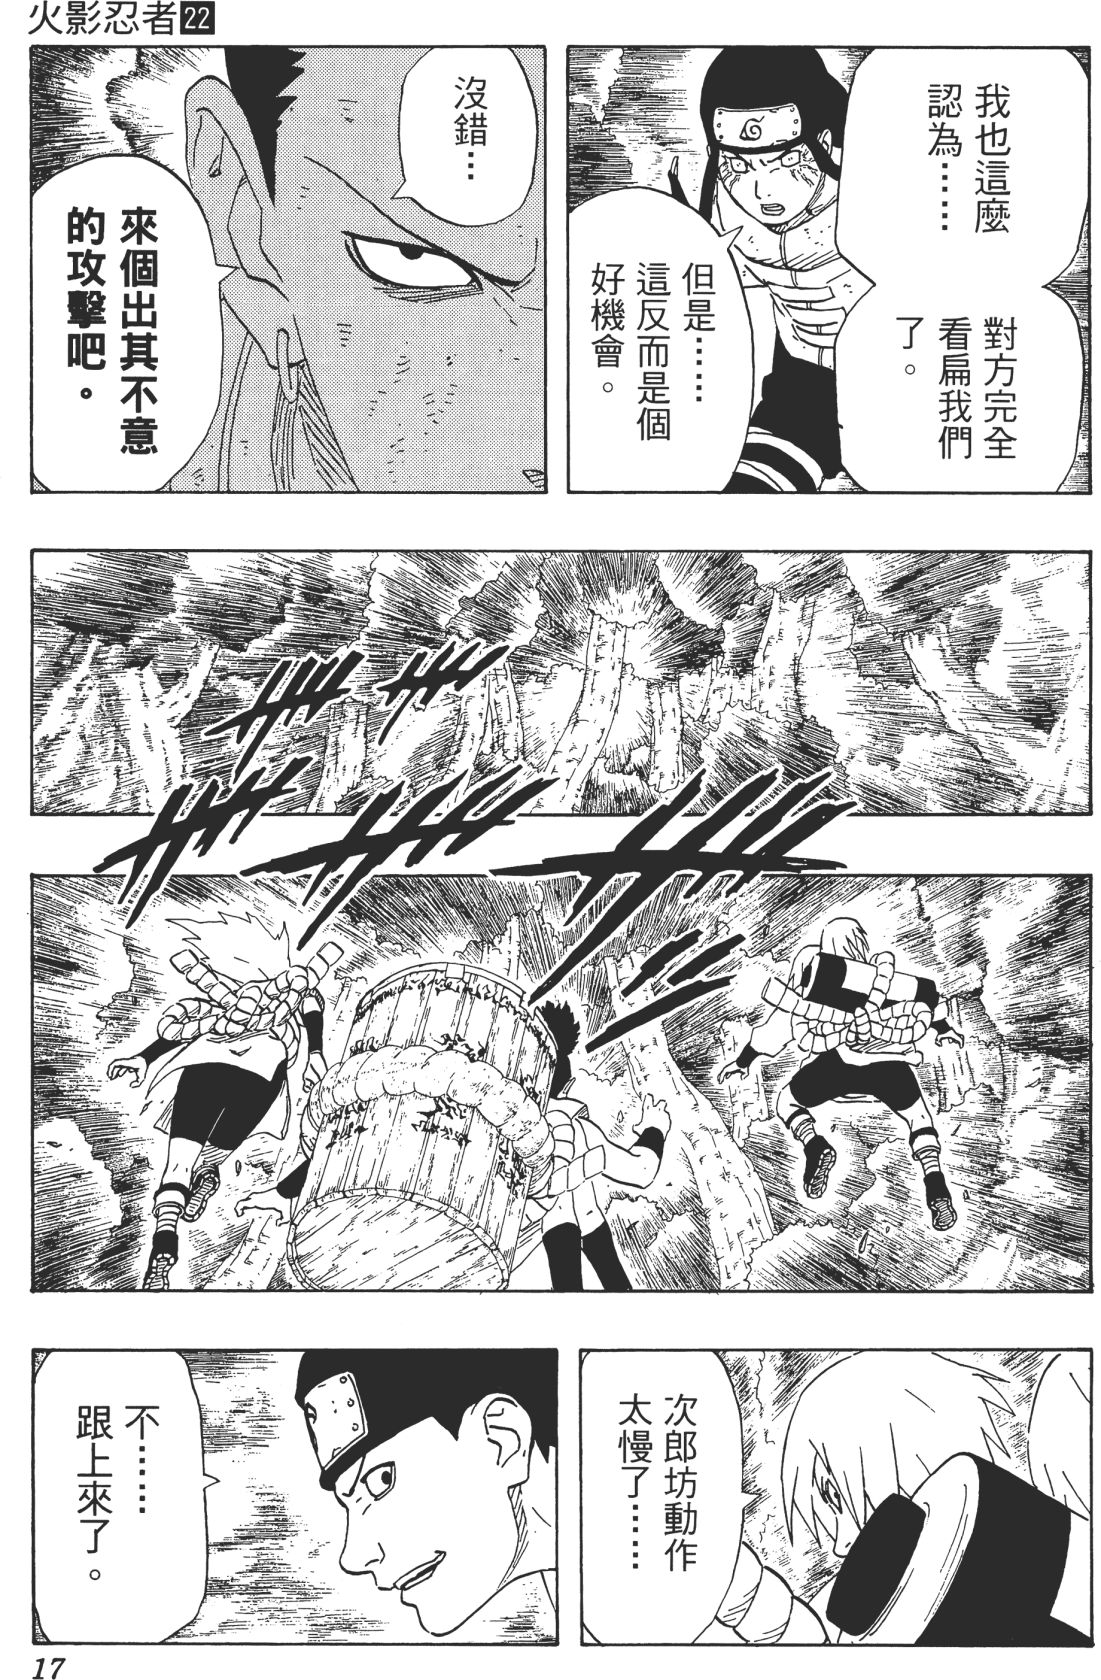 火影忍者22
我也這麼
認為⋯⋯
對方完全
看扁我們
了。
但是⋯⋯
這反而是個
好機會。
沒錯⋯
來個出其不意
的攻擊吧。
次郎坊動作
太慢了⋯⋯
不⋯⋯
跟上來了。
17